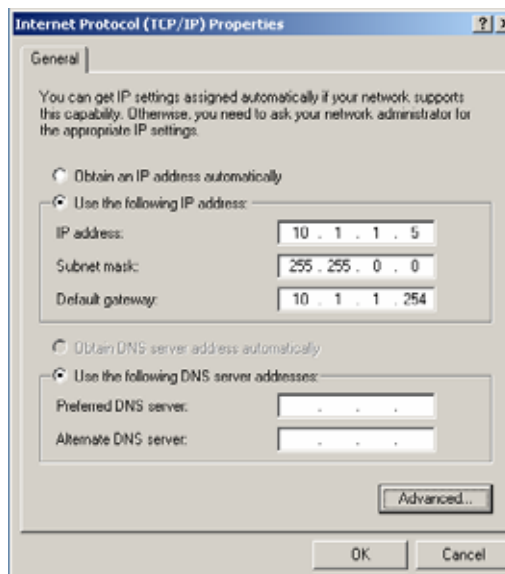 Internet Protocol (TCP/IP) Properties
General
You can get IP settings assigned automatically if your network supports
this capability. Otherwise, you need to ask your network administrator for
the appropriate IP settings.
Obtain an IP address automatically
Use the following IP address:
IP address: 10 . 1 . 1 . 5
Subnet mask: 255 . 255 . 0 . 0
Default gateway: 10 . 1 . 1 . 254
Obtain DNS server address automatically
Use the following DNS server addresses:
Preferred DNS server: . . .
Alternate DNS server: . . .
Advanced...
OK Cancel